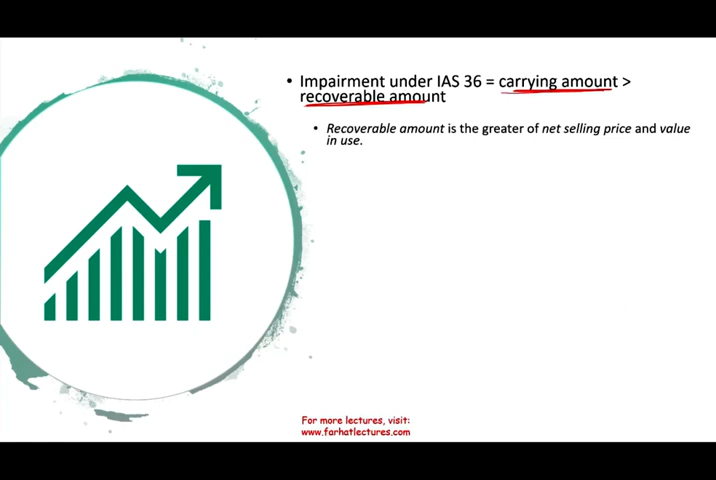 • Impairment under IAS 36 = carrying amount >
recoverable amount
• Recoverable amount is the greater of net selling price and value
in use.
For more lectures, visit:
www.farhatlectures.com